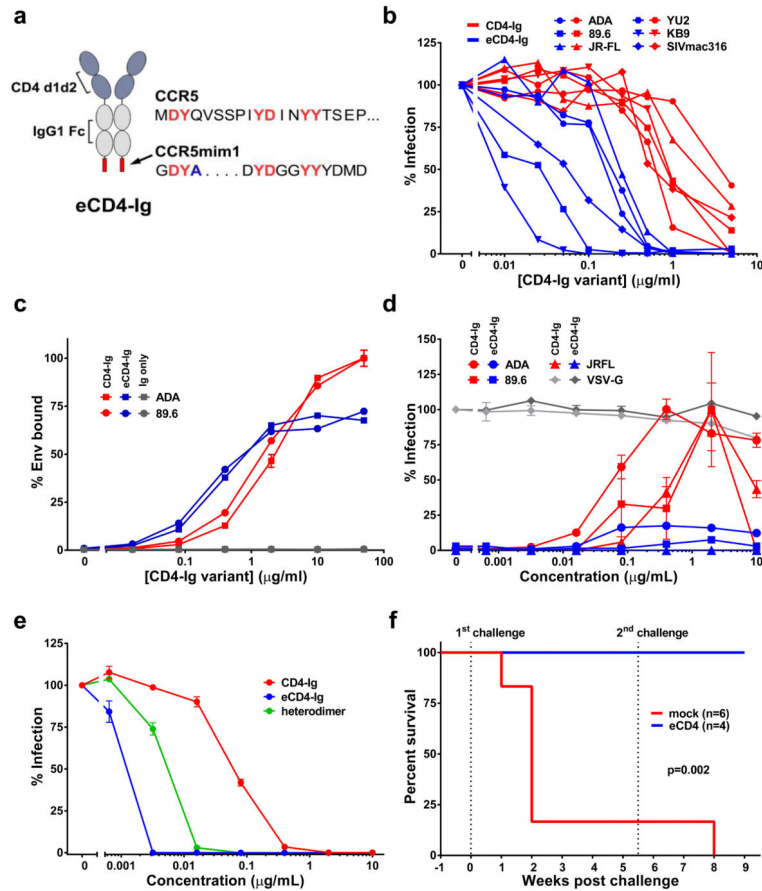 a
CD4 d1d2
IgG1 Fc
eCD4-Ig
CCR5
MDYQVSSPIYDINYYTSEP...
CCR5mim1
GDYA....DYDGGYYYDMD
b
CD4-Ig
eCD4-Ig
ADA
89.6
JR-FL
YU2
KB9
SIVmac316
% Infection
125
100
75
50
25
0
0 0.01 0.1 1 10
[CD4-Ig variant] (μg/ml)
c
CD4-Ig
eCD4-Ig
Ig only
ADA
89.6
% Env bound
100
75
50
25
0
0 0.01 0.1 1 10 100
[CD4-Ig variant] (μg/ml)
d
CD4-Ig
eCD4-Ig
CD4-Ig
eCD4-Ig
ADA
89.6
JRFL
VSV-G
% Infection
150
125
100
75
50
25
0
0 0.001 0.01 0.1 1 10
Concentration (μg/mL)
e
CD4-Ig
eCD4-Ig
heterodimer
% Infection
125
100
75
50
25
0
0 0.001 0.01 0.1 1 10
Concentration (μg/mL)
f
1st challenge
2nd challenge
mock (n=6)
eCD4 (n=4)
p=0.002
Percent survival
100
75
50
25
0
-1 0 1 2 3 4 5 6 7 8 9
Weeks post challenge